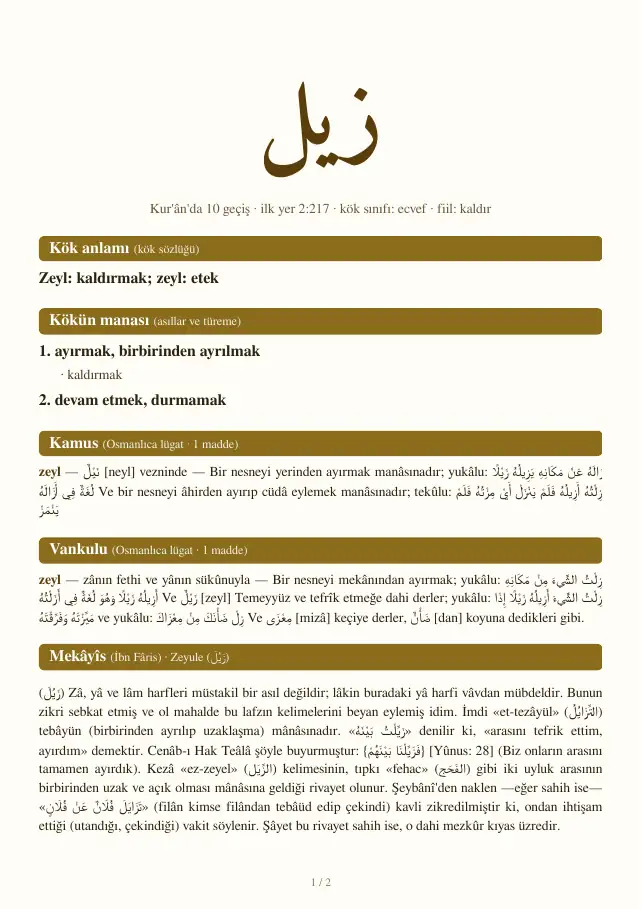 زيل
Kur'ân'da 10 geçiş · ilk yer 2:217 · kök sınıfı: ecvef · fiil: kaldır
Kök anlamı (kök sözlüğü)
Zeyl: kaldırmak; zeyl: etek
Kökün manası (asıllar ve türeme)
1. ayırmak, birbirinden ayrılmak
· kaldırmak
2. devam etmek, durmamak
Kamus (Osmanlıca lügat · 1 madde)
zeyl — نَيْلٌ [neyl] vezninde — Bir nesneyi yerinden ayırmak manâsınadır; yukâlu: زَالَهُ عَنْ مَكَانِهِ يَزِيلُهُ زَيْلًا
لُغَةٌ فِي أَزَالَهُ Ve bir nesneyi âhirden ayırıp cüdâ eylemek manâsınadır; tekûlu: زِلْتُهُ أَزِيلُهُ فَلَمْ يَنْزَلْ أَيْ مِزْتُهُ فَلَمْ
يَنْمَزْ
Vankulu (Osmanlıca lügat · 1 madde)
zeyl — zânın fethi ve yânın sükûnuyla — Bir nesneyi mekânından ayırmak; yukâlu: زِلْتُ الشَّيءَ مِنْ مَكَانِهِ
أَزِيلُهُ زَيْلًا وَهُوَ لُغَةٌ فِي أَزَلْتُهُ Ve زَيْلٌ [zeyl] Temeyyüz ve tefrîk etmeğe dahi derler; yukâlu: زِلْتُ الشَّيءَ أَزِيلُهُ زَيْلًا إِذَا
مَيَّزْتَهُ وَفَرَّقْتَهُ ve yukâlu: زِلْ ضَأْنَكَ مِنْ مِعْزَاكَ Ve مِعْزَى [mizâ] keçiye derler, ضَأْنٌ [dan] koyuna dedikleri gibi.
Mekâyîs (İbn Fâris) · Zeyule (زَيْلَ)
(زَيْلَ) Zâ, yâ ve lâm harfleri müstakil bir asıl değildir; lâkin buradaki yâ harfi vâvdan mübdeldir. Bunun
zikri sebkat etmiş ve ol mahalde bu lafzın kelimelerini beyan eylemiş idim. İmdi «et-tezâyül» (التَّزَايُلُ)
tebâyün (birbirinden ayrılıp uzaklaşma) mânâsınadır. «زَيَّلْتُ بَيْنَهُ» denilir ki, «arasını tefrik ettim,
ayırdım» demektir. Cenâb-ı Hak Teâlâ şöyle buyurmuştur: {فَزَيَّلْنَا بَيْنَهُمْ} [Yûnus: 28] (Biz onların arasını
tamamen ayırdık). Kezâ «ez-zeyel» (الزَّيَل) kelimesinin, tıpkı «fehac» (الفَحَج) gibi iki uyluk arasının
birbirinden uzak ve açık olması mânâsına geldiği rivayet olunur. Şeybânî'den naklen —eğer sahih ise—
«تَزَايَلَ فُلَانٌ عَنْ فُلَانٍ» (filân kimse filândan tebâüd edip çekindi) kavli zikredilmiştir ki, ondan ihtişam
ettiği (utandığı, çekindiği) vakit söylenir. Şâyet bu rivayet sahih ise, o dahi mezkûr kıyas üzredir.
1 / 2